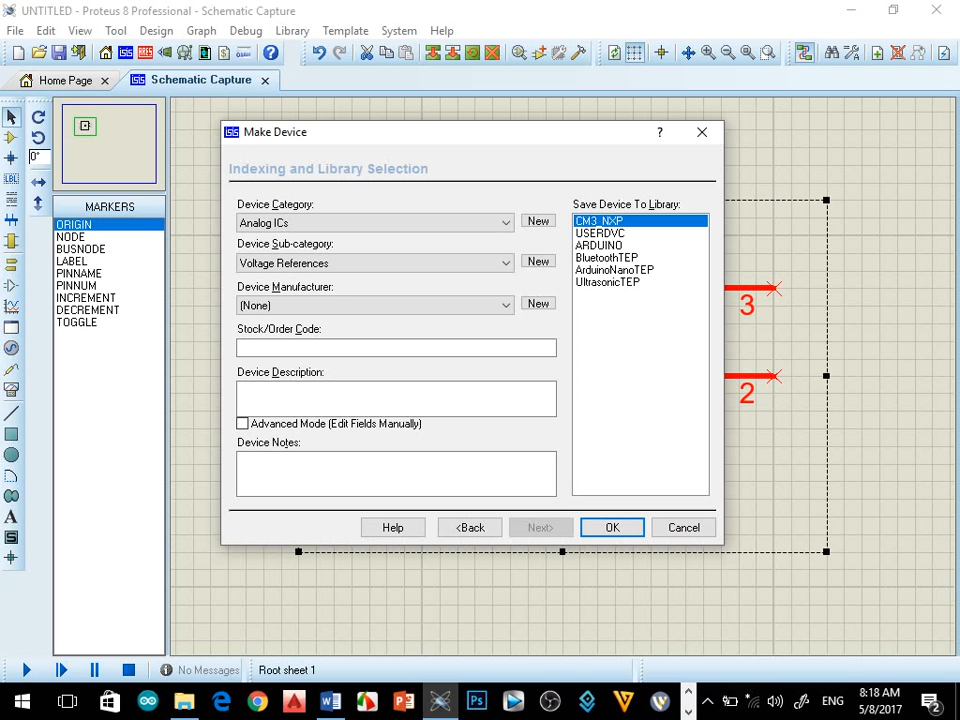 UNTITLED - Proteus 8 Professional - Schematic Capture
File Edit View Tool Design Graph Debug Library Template System Help
Home Page Schematic Capture
0°
LBL
MARKERS
ORIGIN
NODE
BUSNODE
LABEL
PINNAME
PINNUM
INCREMENT
DECREMENT
TOGGLE
A
ISIS Make Device
Indexing and Library Selection
Device Category:
Analog ICs New
Device Sub-category:
Voltage References New
Device Manufacturer:
(None) New
Stock/Order Code:
Device Description:
Advanced Mode (Edit Fields Manually)
Device Notes:
Save Device To Library:
CM3_NXP
USERDVC
ARDUINO
BluetoothTEP
ArduinoNanoTEP
UltrasonicTEP
Help <Back Next> OK Cancel
3
2
No Messages Root sheet 1
ENG 8:18 AM
5/8/2017
2